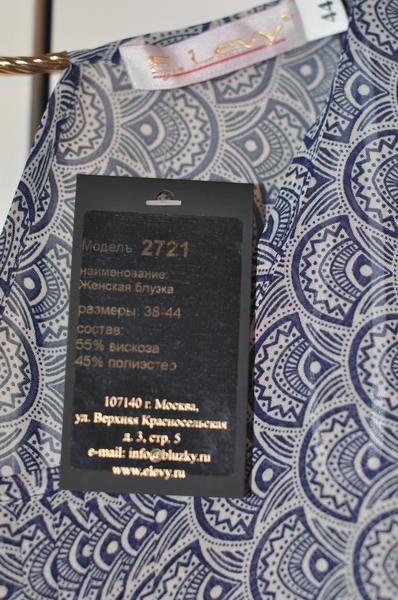 E. Levy
44
Модель 2721
наименование:
Женская блузка
размеры: 38-44
состав:
55% вискоза
45% полиэстер
107140 г. Москва,
ул. Верхняя Красносельская
д. 3, стр. 5
e-mail: info@bluzky.ru
www.elevy.ru